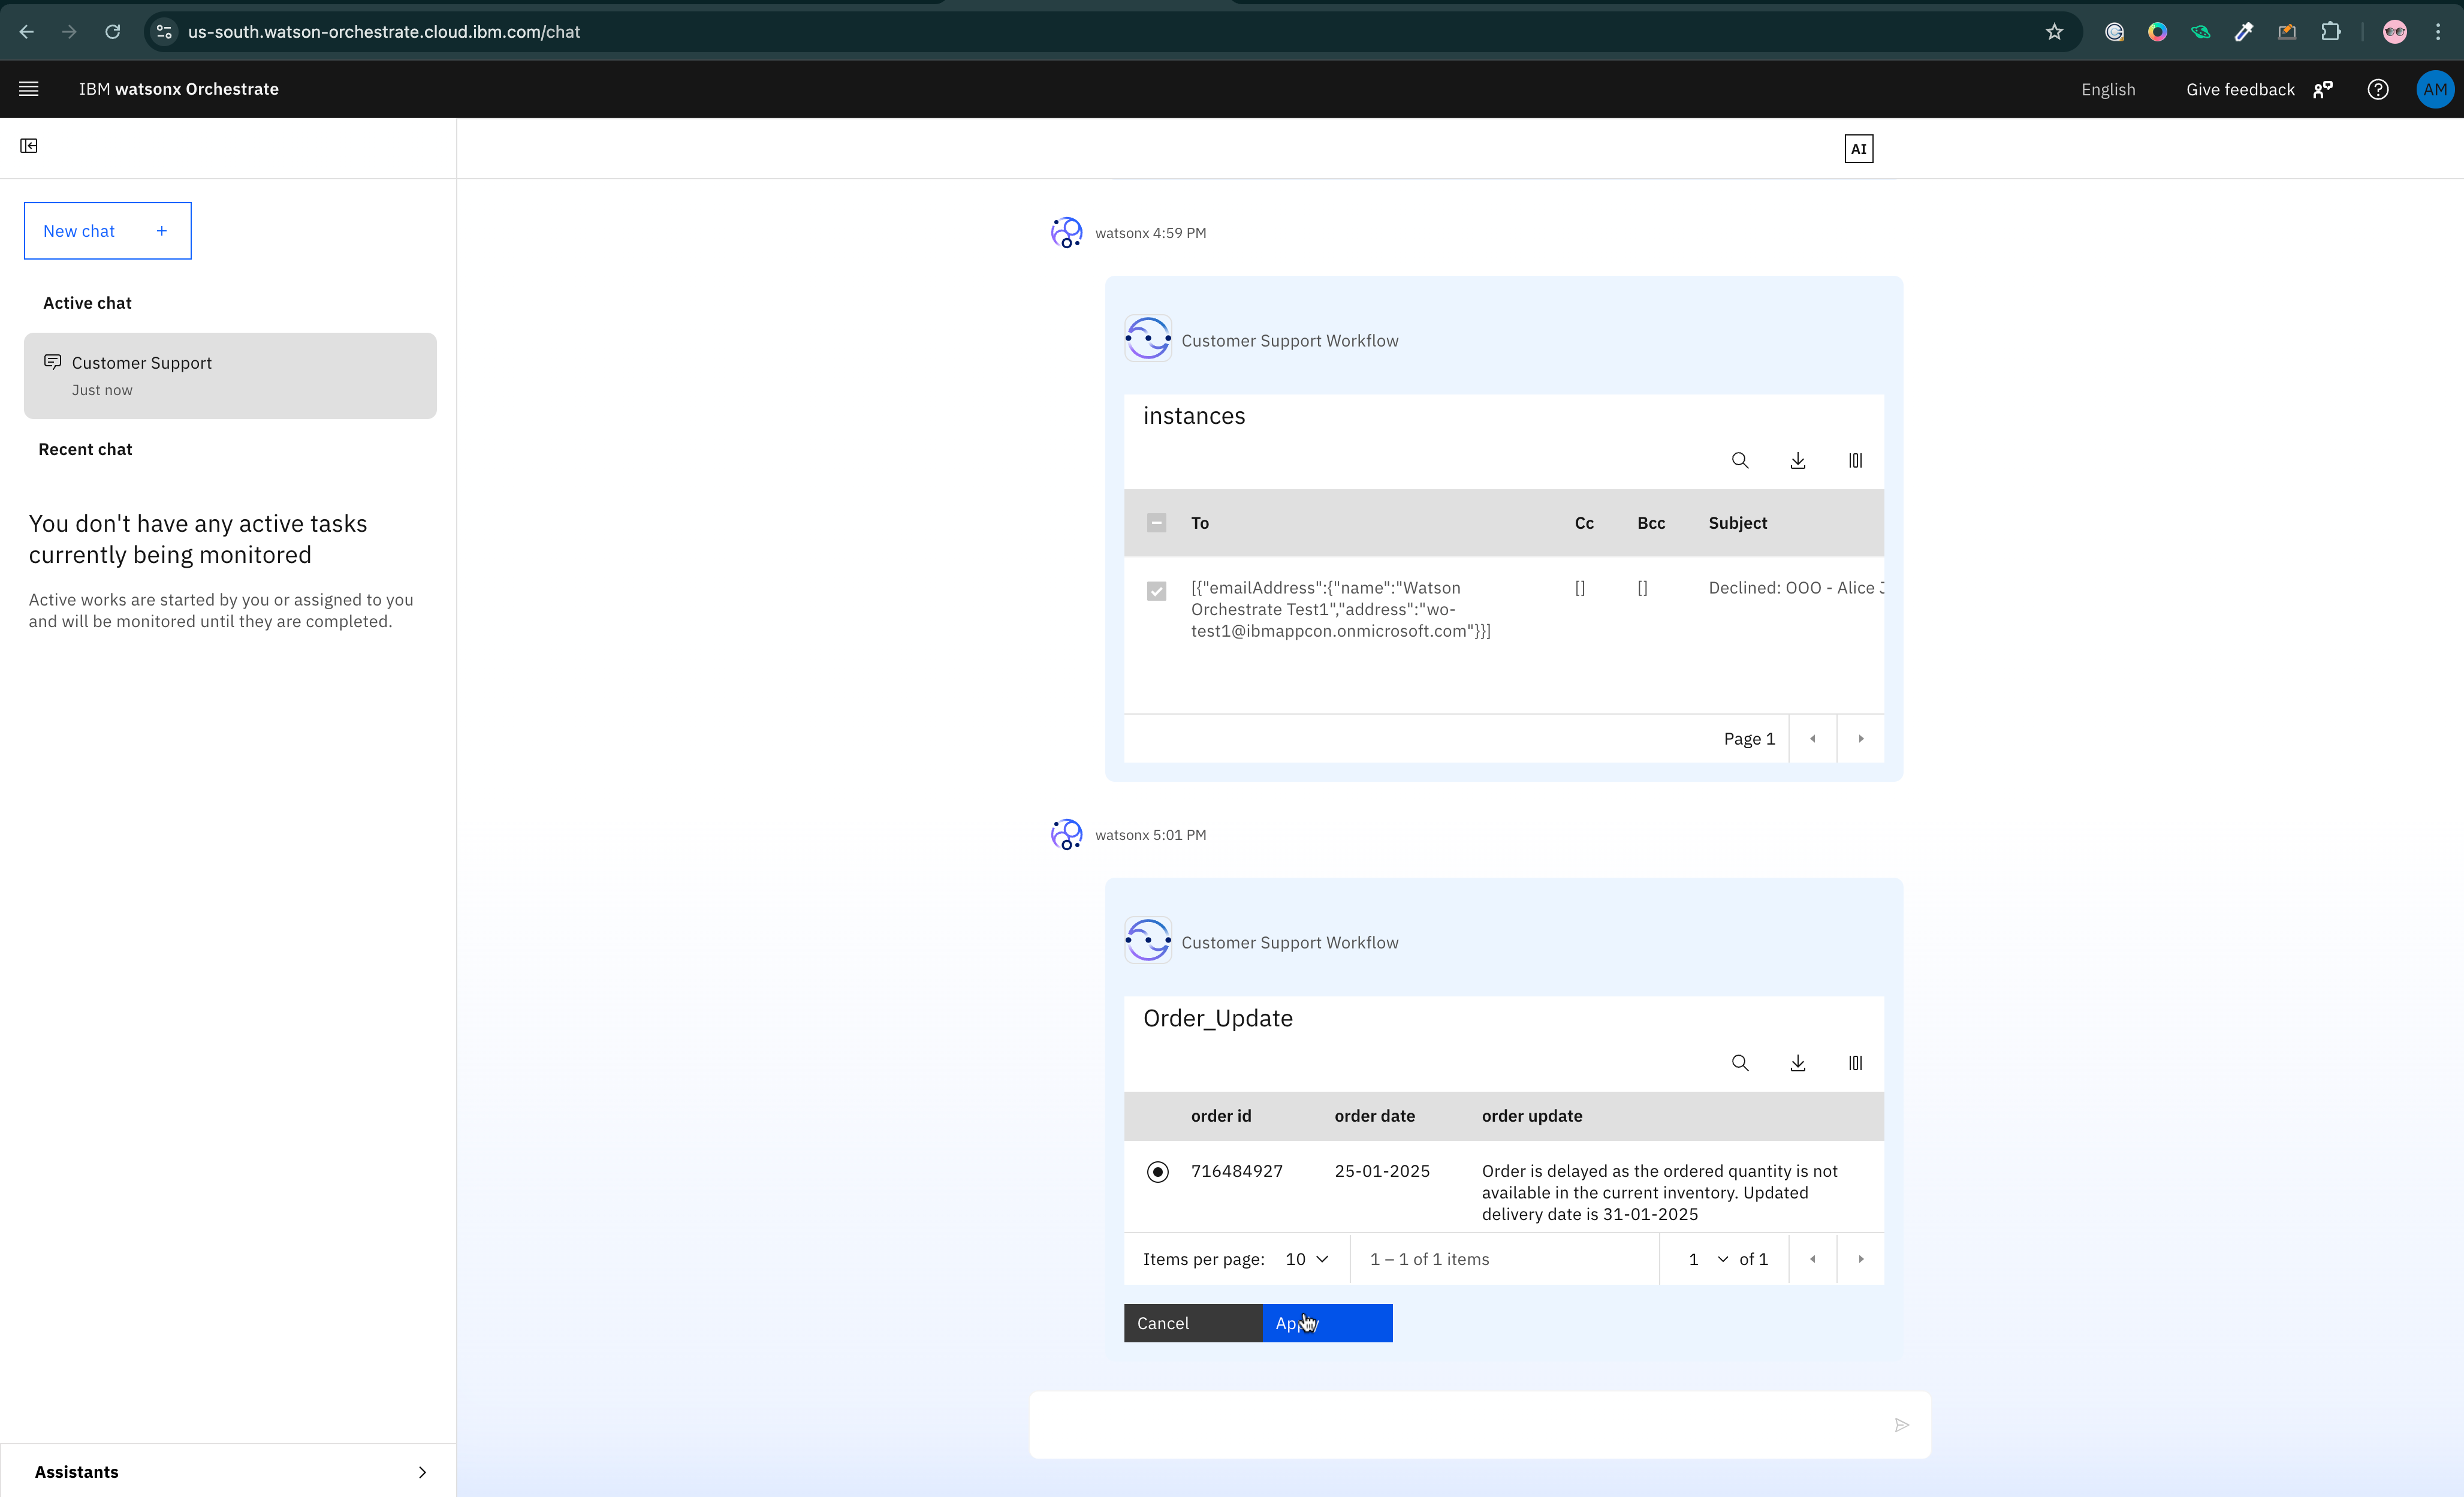 us-south.watson-orchestrate.cloud.ibm.com/chat
IBM watsonx Orchestrate
English
Give feedback
AM
AI
New chat +
Active chat
Customer Support
Just now
Recent chat
You don't have any active tasks
currently being monitored
Active works are started by you or assigned to you
and will be monitored until they are completed.
Assistants
watsonx 4:59 PM
Customer Support Workflow
instances
To Cc Bcc Subject
[{"emailAddress":{"name":"Watson [] [] Declined: OOO - Alice
Orchestrate Test1","address":"wo-
test1@ibmappcon.onmicrosoft.com"}}]
Page 1
watsonx 5:01 PM
Customer Support Workflow
Order_Update
order id order date order update
716484927 25-01-2025 Order is delayed as the ordered quantity is not
available in the current inventory. Updated
delivery date is 31-01-2025
Items per page: 10 1 – 1 of 1 items 1 of 1
Cancel Apply